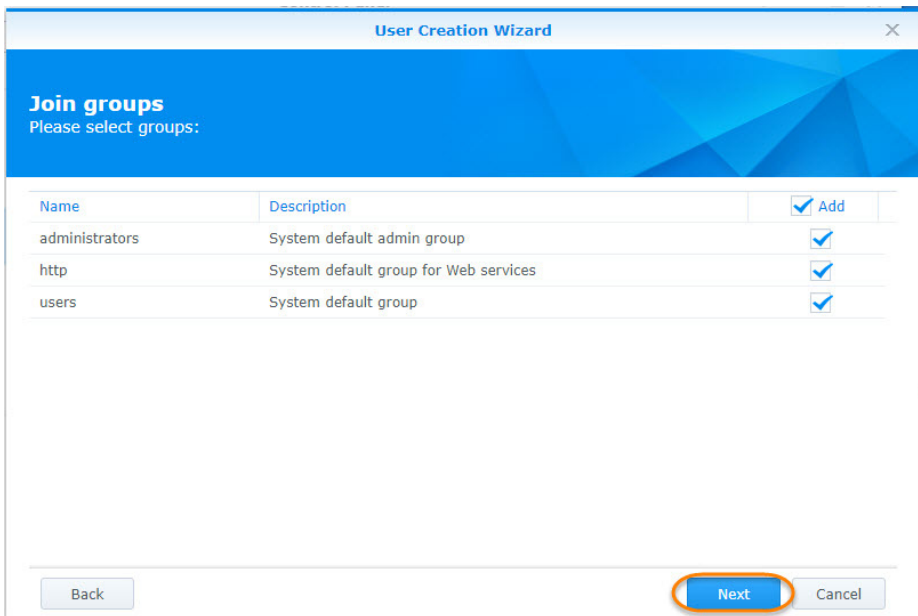 User Creation Wizard
Join groups
Please select groups:
Name Description Add
administrators System default admin group
http System default group for Web services
users System default group
Back Next Cancel